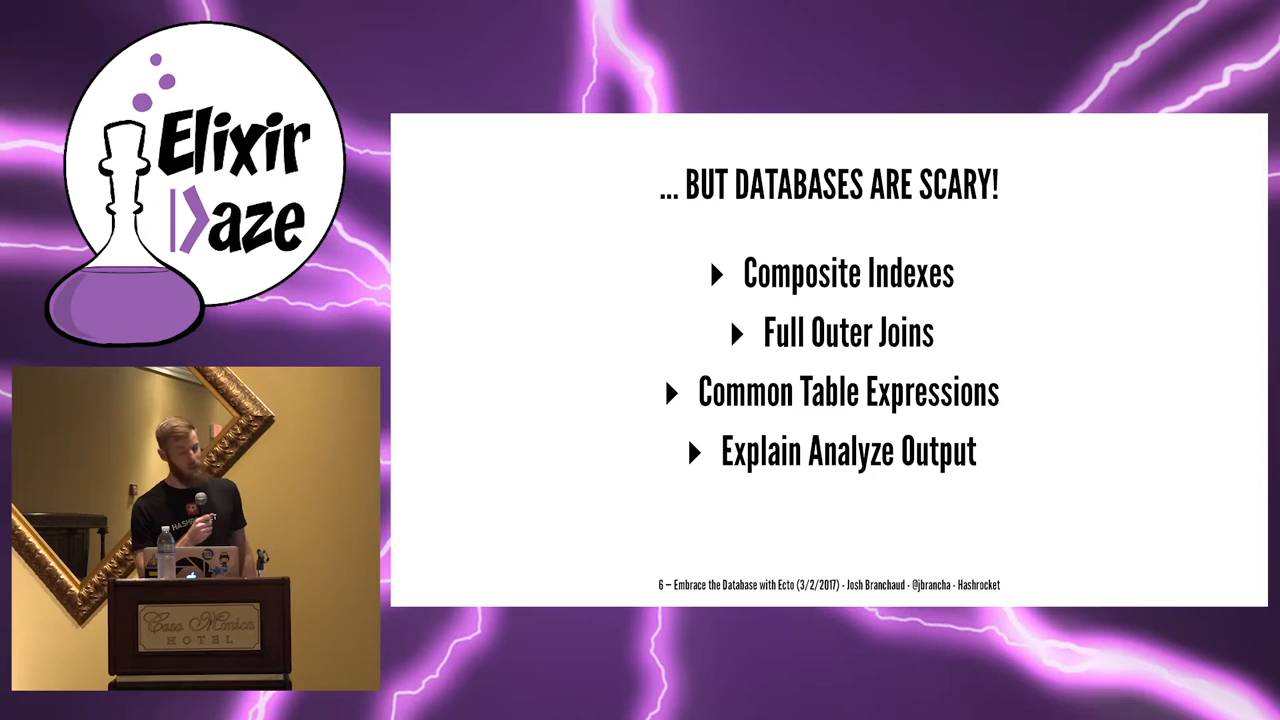 Elixir
Daze
... BUT DATABASES ARE SCARY!
Composite Indexes
Full Outer Joins
Common Table Expressions
Explain Analyze Output
6 — Embrace the Database with Ecto (3/2/2017) - Josh Branchaud - @jbrancha - Hashrocket
Casa Monica
HOTEL